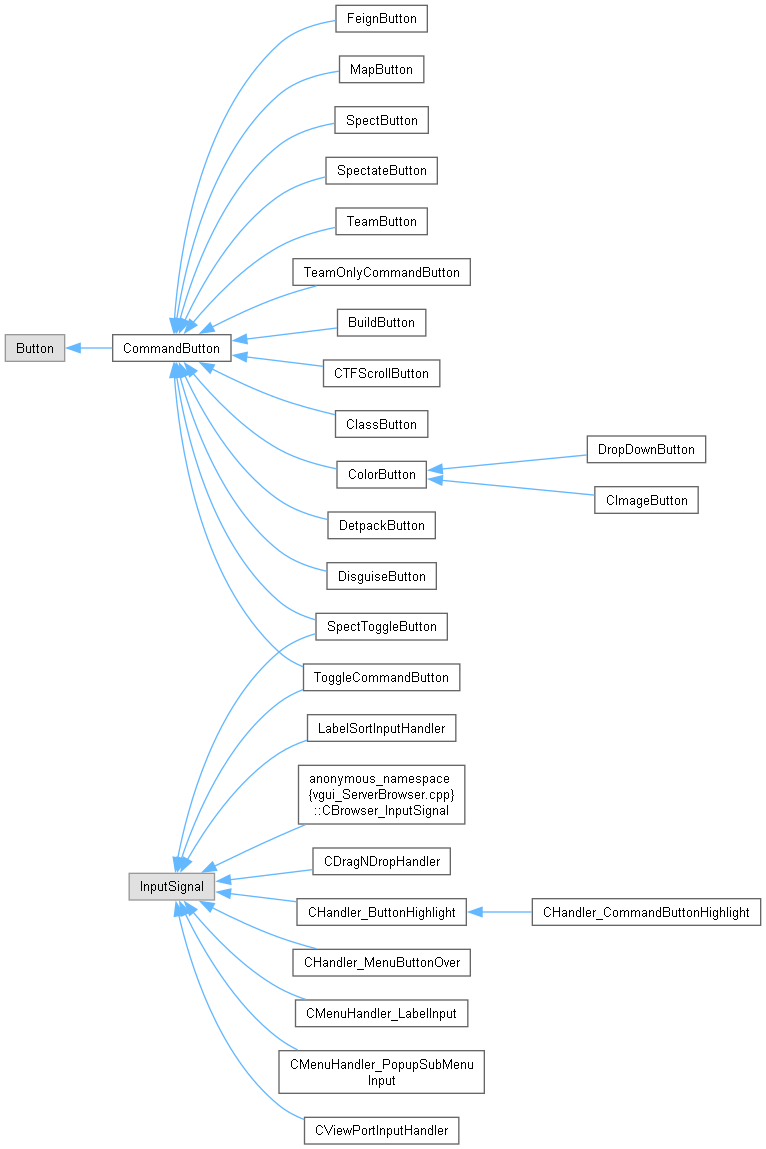 FeignButton
MapButton
SpectButton
SpectateButton
TeamButton
TeamOnlyCommandButton
BuildButton
Button
CommandButton
CTFScrollButton
ClassButton
DropDownButton
ColorButton
CImageButton
DetpackButton
DisguiseButton
SpectToggleButton
ToggleCommandButton
LabelSortInputHandler
anonymous_namespace
{vgui_ServerBrowser.cpp}
::CBrowser_InputSignal
CDragNDropHandler
InputSignal
CHandler_ButtonHighlight
CHandler_CommandButtonHighlight
CHandler_MenuButtonOver
CMenuHandler_LabelInput
CMenuHandler_PopupSubMenu
Input
CViewPortInputHandler